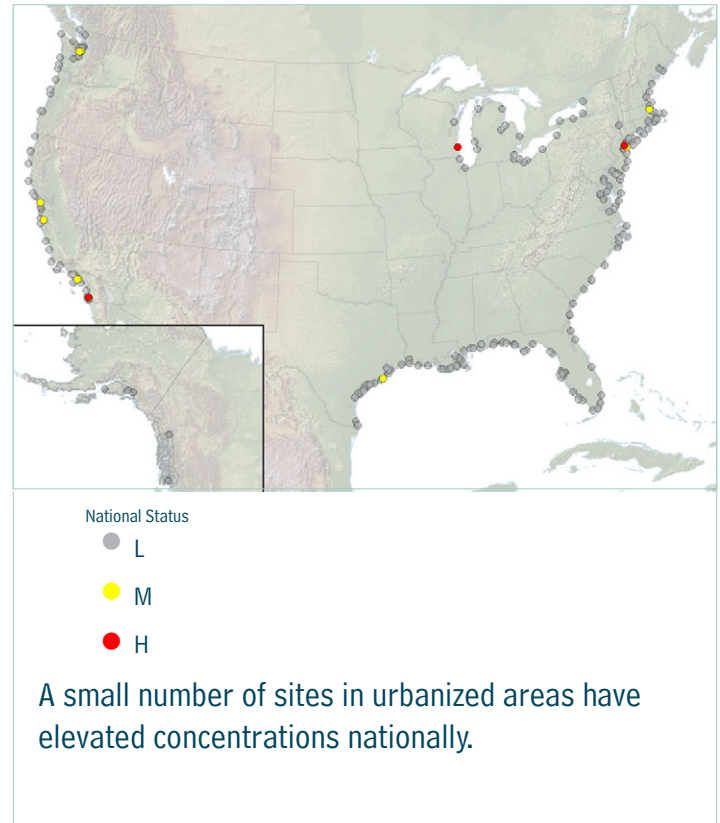 National Status
L
M
H
A small number of sites in urbanized areas have
elevated concentrations nationally.